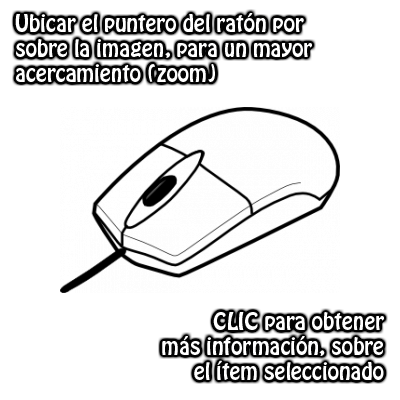 Ubicar el puntero del ratón por
sobre la imagen, para un mayor
acercamiento (zoom)
CLIC para obtener
más información, sobre
el ítem seleccionado